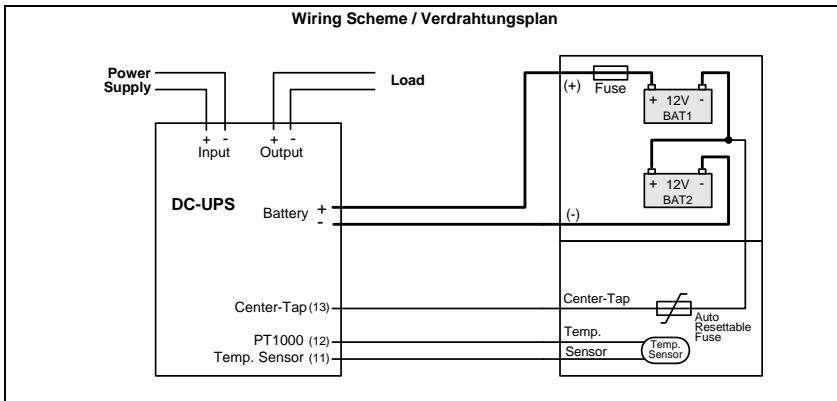 Wiring Scheme / Verdrahtungsplan
Power
Supply
Load
+ -
Input
+ -
Output
DC-UPS
Battery
+
-
Center-Tap (13)
PT1000 (12)
Temp. Sensor (11)
(+)
Fuse
+ 12V -
BAT1
+ 12V -
BAT2
(-)
Center-Tap
Auto
Resettable
Fuse
Temp.
Sensor
Temp.
Sensor